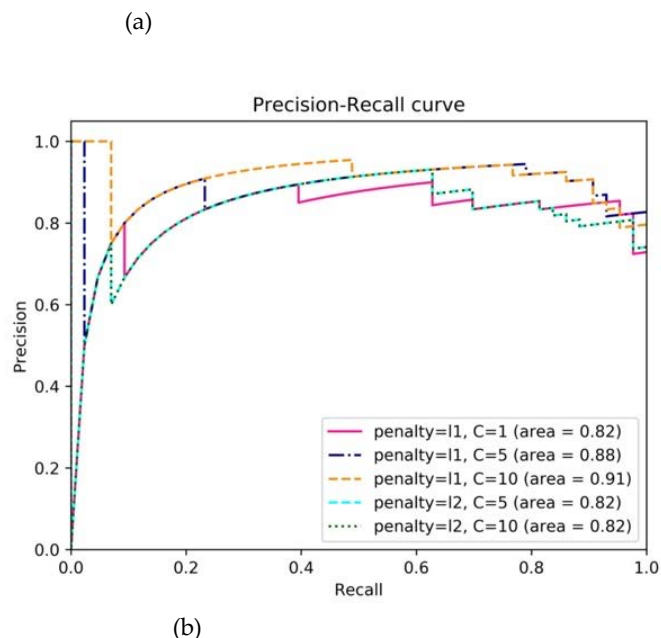 (a)
Precision-Recall curve
1.0
0.8
0.6
0.4
0.2
0.0
Precision
penalty=l1, C=1 (area = 0.82)
penalty=l1, C=5 (area = 0.88)
penalty=l1, C=10 (area = 0.91)
penalty=l2, C=5 (area = 0.82)
penalty=l2, C=10 (area = 0.82)
0.0 0.2 0.4 0.6 0.8 1.0
Recall
(b)